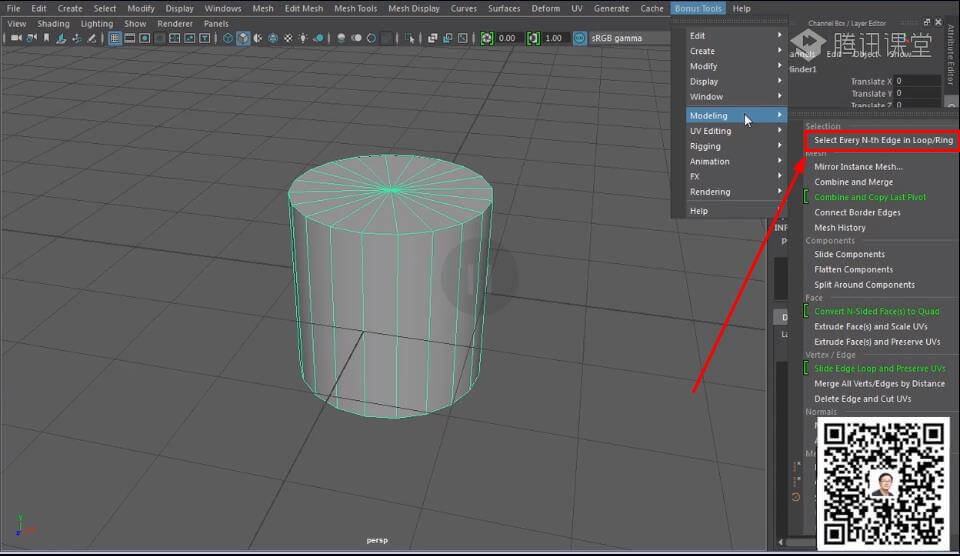 File Edit Create Select Modify Display Windows Mesh Edit Mesh Mesh Tools Mesh Display Curves Surfaces Deform UV Generate Cache Bonus Tools Help
View Shading Lighting Show Renderer Panels
0.00 1.00 sRGB gamma
Edit
Create
Modify
Display
Window
Modeling
UV Editing
Rigging
Animation
FX
Rendering
Help
Channel Box / Layer Editor
腾讯课堂
Edit Object Show
Translate X 0
Translate Y 0
Translate Z 0
Attribute Editor
Selection
Select Every N-th Edge in Loop/Ring
Mesh
Mirror Instance Mesh...
Combine and Merge
Combine and Copy Last Pivot
Connect Border Edges
Mesh History
Components
Slide Components
Flatten Components
Split Around Components
Face
Convert N-Sided Face(s) to Quad
Extrude Face(s) and Scale UVs
Extrude Face(s) and Preserve UVs
Vertex / Edge
Slide Edge Loop and Preserve UVs
Merge All Verts/Edges by Distance
Delete Edge and Cut UVs
Normals
persp